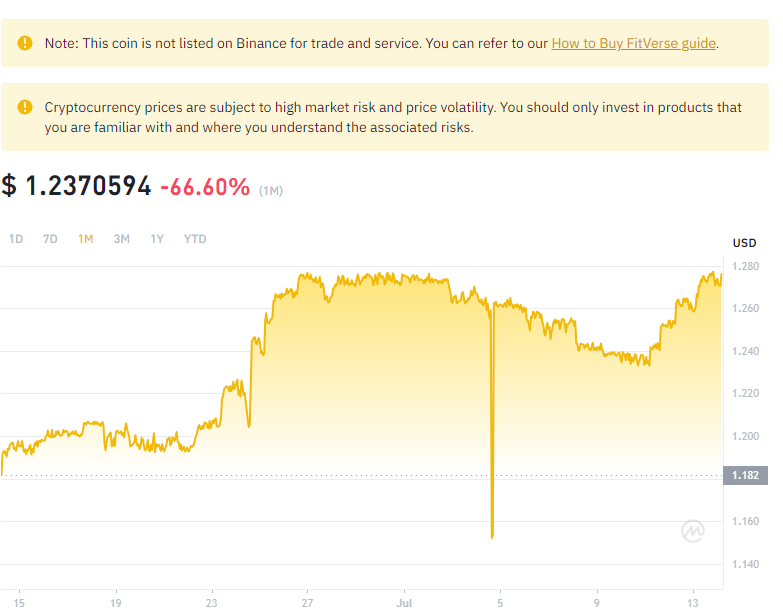 Note: This coin is not listed on Binance for trade and service. You can refer to our How to Buy FitVerse guide.
Cryptocurrency prices are subject to high market risk and price volatility. You should only invest in products that
you are familiar with and where you understand the associated risks.
$ 1.2370594 -66.60% (1M)
1D 7D 1M 3M 1Y YTD
USD
1.280
1.260
1.240
1.220
1.200
1.182
1.160
1.140
15 19 23 27 Jul 5 9 13